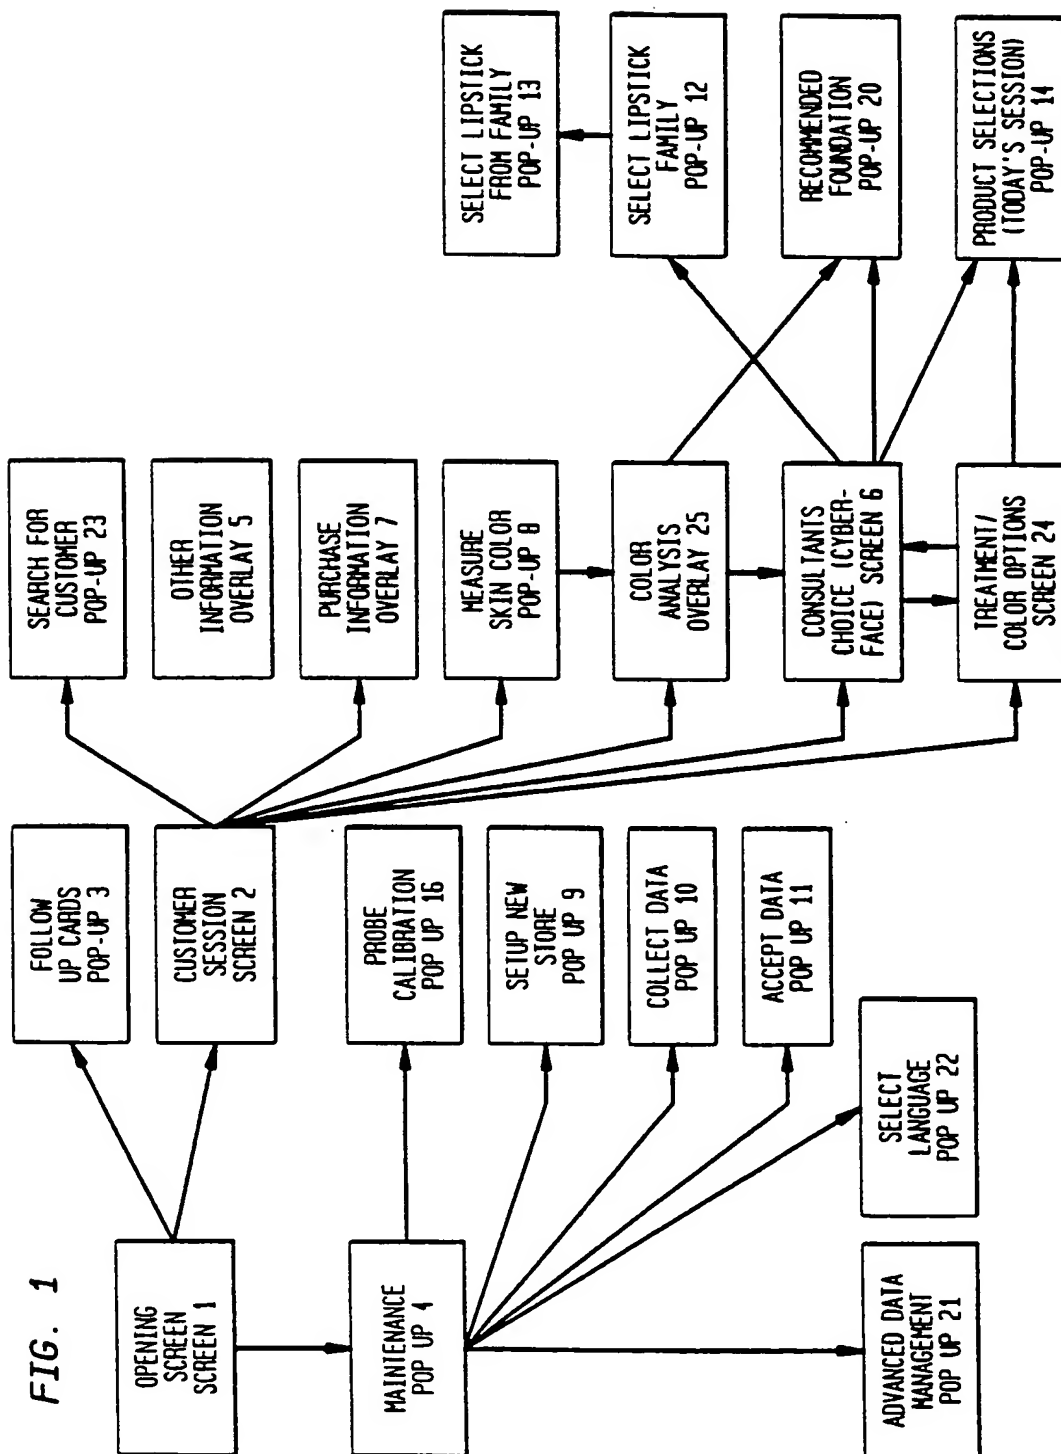 FIG. 1
OPENING
SCREEN
SCREEN 1
MAINTENANCE
POP UP 4
ADVANCED DATA
MANAGEMENT
POP UP 21
FOLLOW
UP CARDS
POP-UP 3
CUSTOMER
SESSION
SCREEN 2
PROBE
CALIBRATION
POP UP 16
SETUP NEW
STORE
POP UP 9
COLLECT DATA
POP UP 10
ACCEPT DATA
POP UP 11
SELECT
LANGUAGE
POP UP 22
SEARCH FOR
CUSTOMER
POP-UP 23
OTHER
INFORMATION
OVERLAY 5
PURCHASE
INFORMATION
OVERLAY 7
MEASURE
SKIN COLOR
POP-UP 8
COLOR
ANALYSIS
OVERLAY 25
CONSULTANTS
CHOICE (CYBER-
FACE) SCREEN 6
TREATMENT/
COLOR OPTIONS
SCREEN 24
SELECT LIPSTICK
FROM FAMILY
POP-UP 13
SELECT LIPSTICK
FAMILY
POP-UP 12
RECOMMENDED
FOUNDATION
POP-UP 20
PRODUCT SELECTIONS
(TODAY'S SESSION)
POP-UP 14